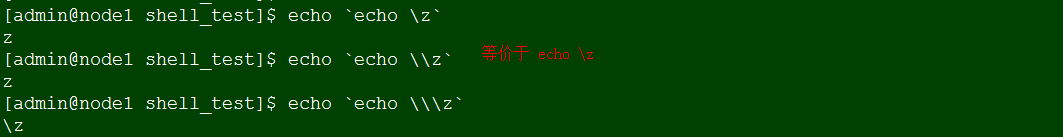 [admin@node1 shell_test]$ echo `echo \z`
z
[admin@node1 shell_test]$ echo `echo \\z` 等价于 echo \z
z
[admin@node1 shell_test]$ echo `echo \\\z`
\z